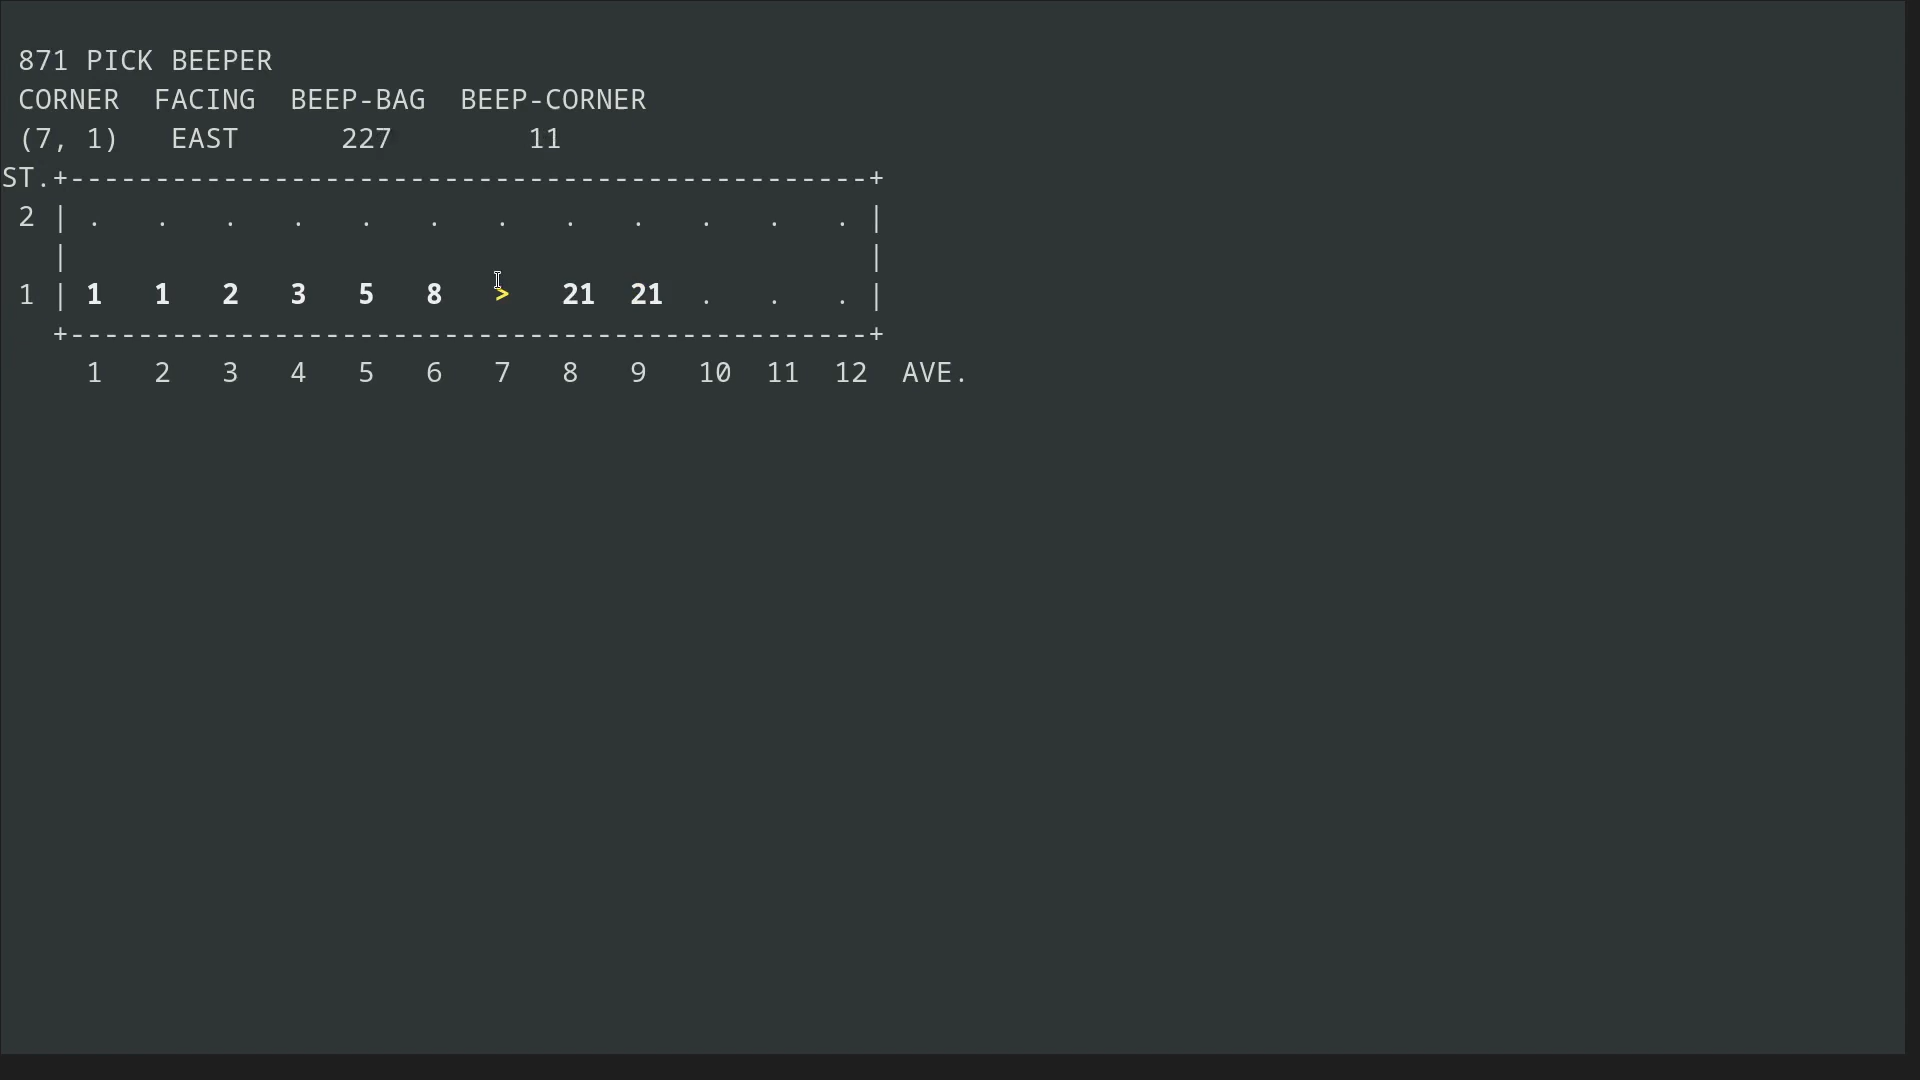 871 PICK BEEPER
CORNER  FACING  BEEP-BAG  BEEP-CORNER
(7, 1)   EAST      227        11
ST.+-----------------------------------------------+
 2 | .   .   .   .   .   .   .   .   .   .   .   . |
   |                                               |
 1 | 1   1   2   3   5   8   >   21  21  .   .   . |
   +-----------------------------------------------+
     1   2   3   4   5   6   7   8   9   10  11  12  AVE.